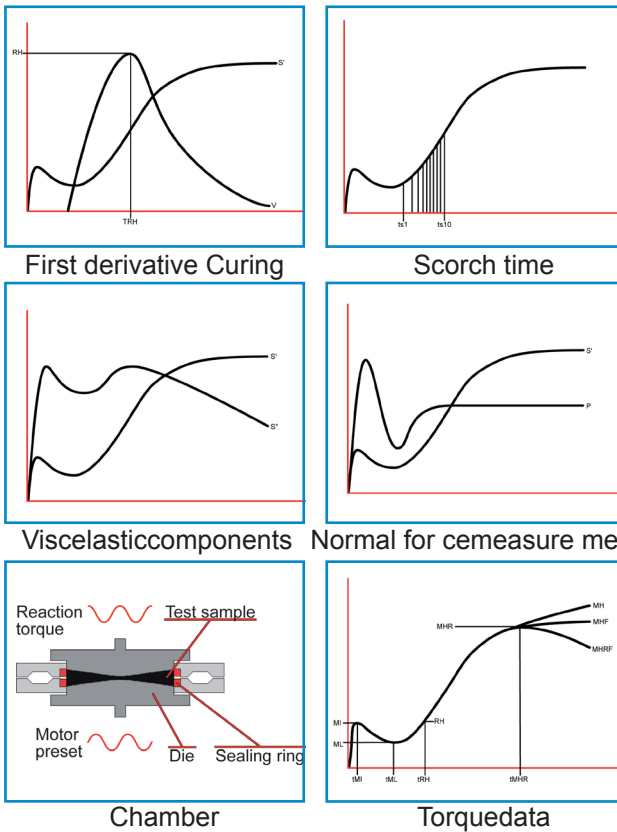 RH
S'
V
TRH
First derivative Curing
ts1
ts10
Scorch time
S'
S"
Viscelasticcomponents
S'
P
Normal for cemeasure me
Reaction
torque
Test sample
Motor
preset
Die
Sealing ring
Chamber
MH
MHR
MHF
MHRF
MI
RH
ML
tMI
tML
tRH
tMHR
Torquedata